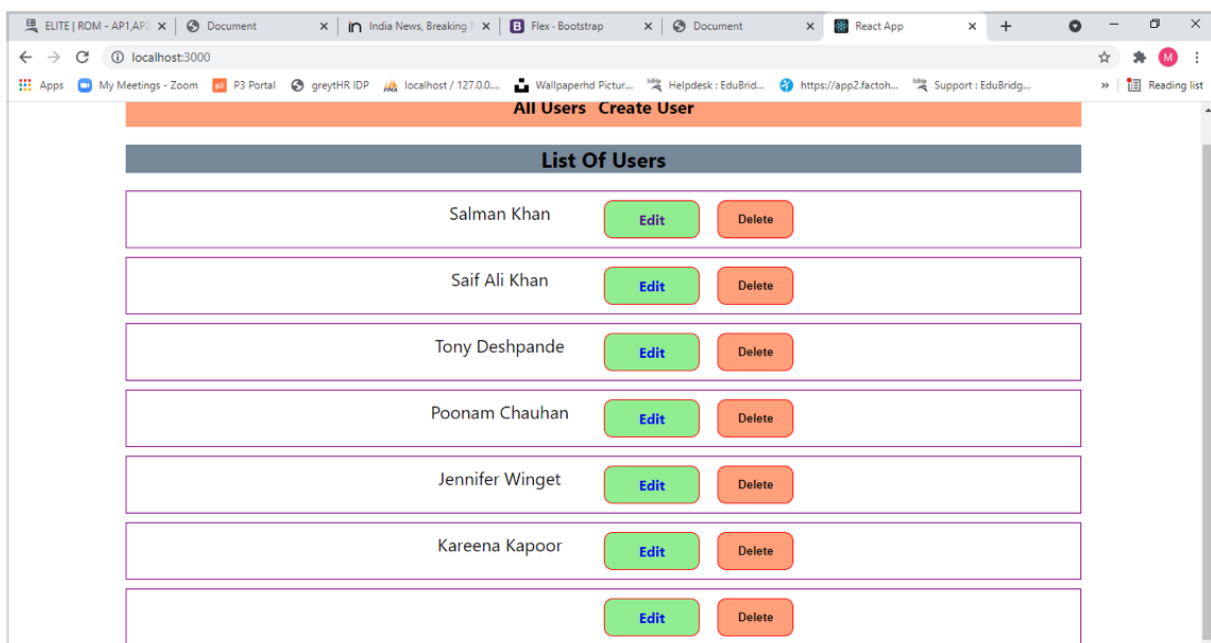 ELITE | ROM - AP1,AP2 Document India News, Breaking Flex · Bootstrap Document React App
localhost:3000 M
Apps My Meetings - Zoom P3 Portal greytHR IDP localhost / 127.0.0.... Wallpaperhd Pictur... Helpdesk : EduBrid... https://app2.factoh... Support : EduBridg... » Reading list
All Users Create User
List Of Users
Salman Khan Edit Delete
Saif Ali Khan Edit Delete
Tony Deshpande Edit Delete
Poonam Chauhan Edit Delete
Jennifer Winget Edit Delete
Kareena Kapoor Edit Delete
Edit Delete